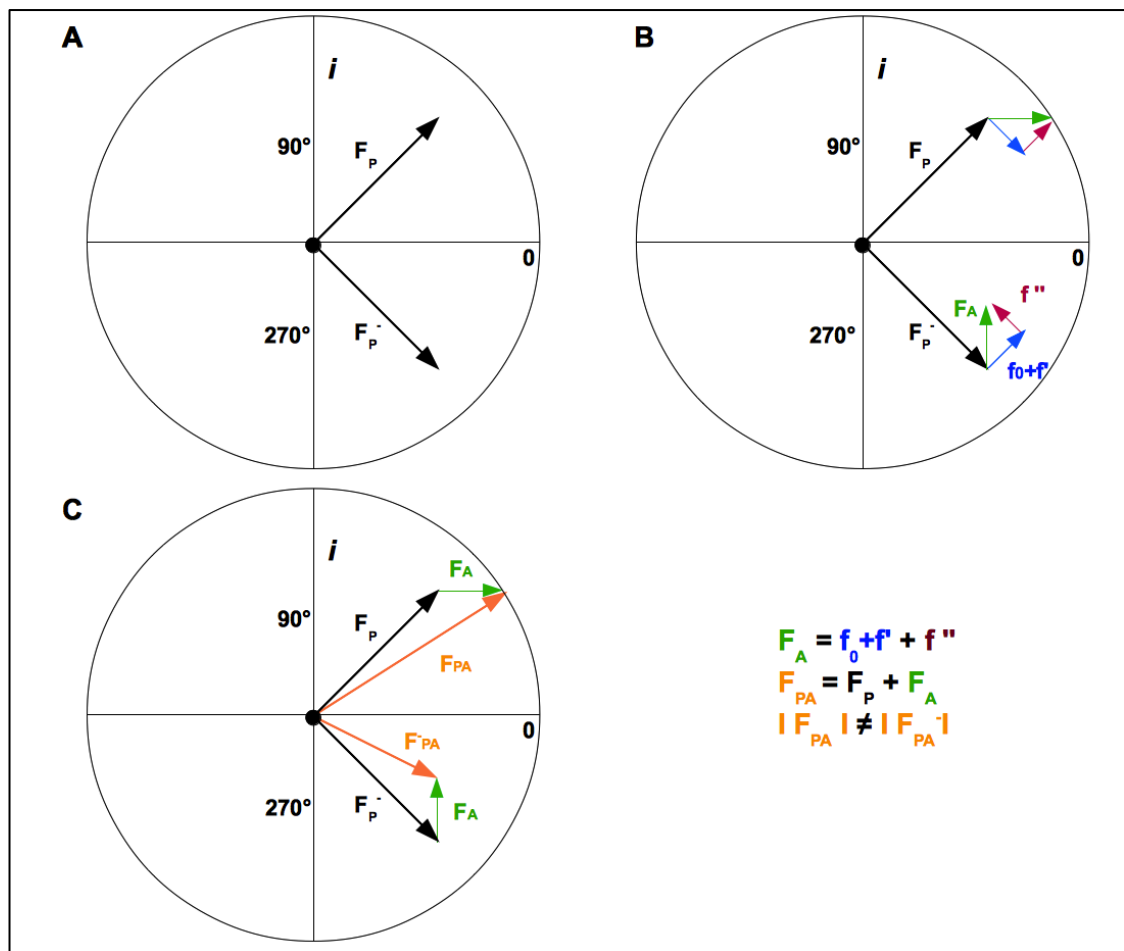 A
i
90°
F_P
0
270°
F_P^-
B
i
90°
F_P
0
F_A
f "
270°
F_P^-
f_0+f'
C
i
F_A
90°
F_P
F_PA
0
F^-_PA
270°
F_P^-
F_A
F_A = f_0+f' + f "
F_PA = F_P + F_A
I F_PA I ≠ I F_PA^- I